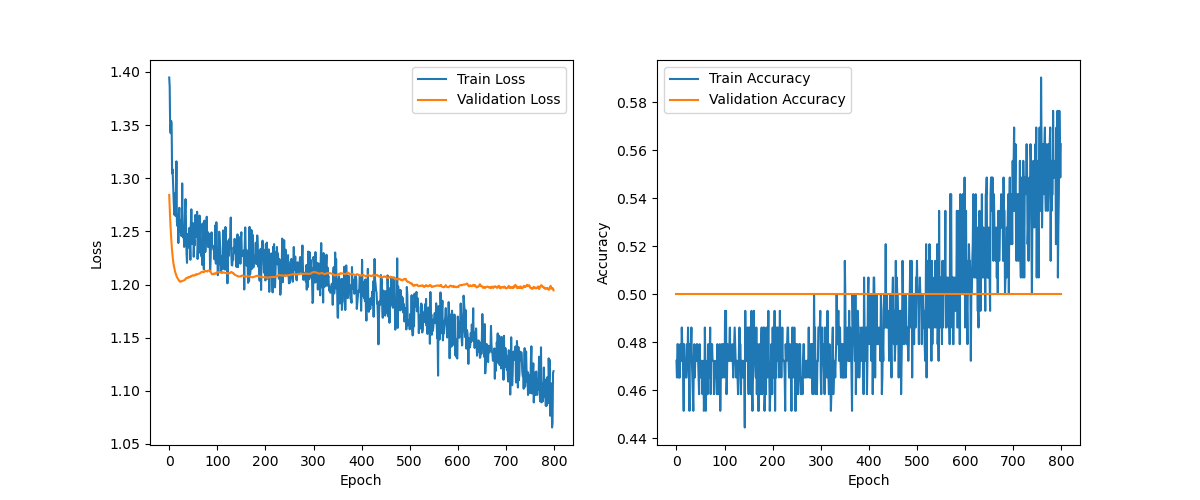 Train Loss
Validation Loss
1.40
1.35
1.30
1.25
1.20
1.15
1.10
1.05
Loss
0 100 200 300 400 500 600 700 800
Epoch
Train Accuracy
Validation Accuracy
0.58
0.56
0.54
0.52
0.50
0.48
0.46
0.44
Accuracy
0 100 200 300 400 500 600 700 800
Epoch